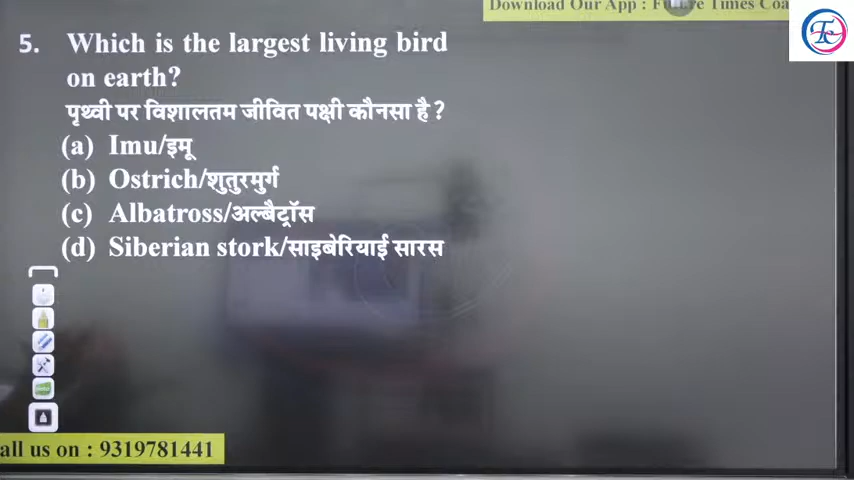 Download Our App : Times Coa
5. Which is the largest living bird
on earth?
पृथ्वी पर विशालतम जीवित पक्षी कौनसा है ?
(a) Imu/इमू
(b) Ostrich/शुतुरमुर्ग
(c) Albatross/अल्बैट्रॉस
(d) Siberian stork/साइबेरियाई सारस
all us on : 9319781441